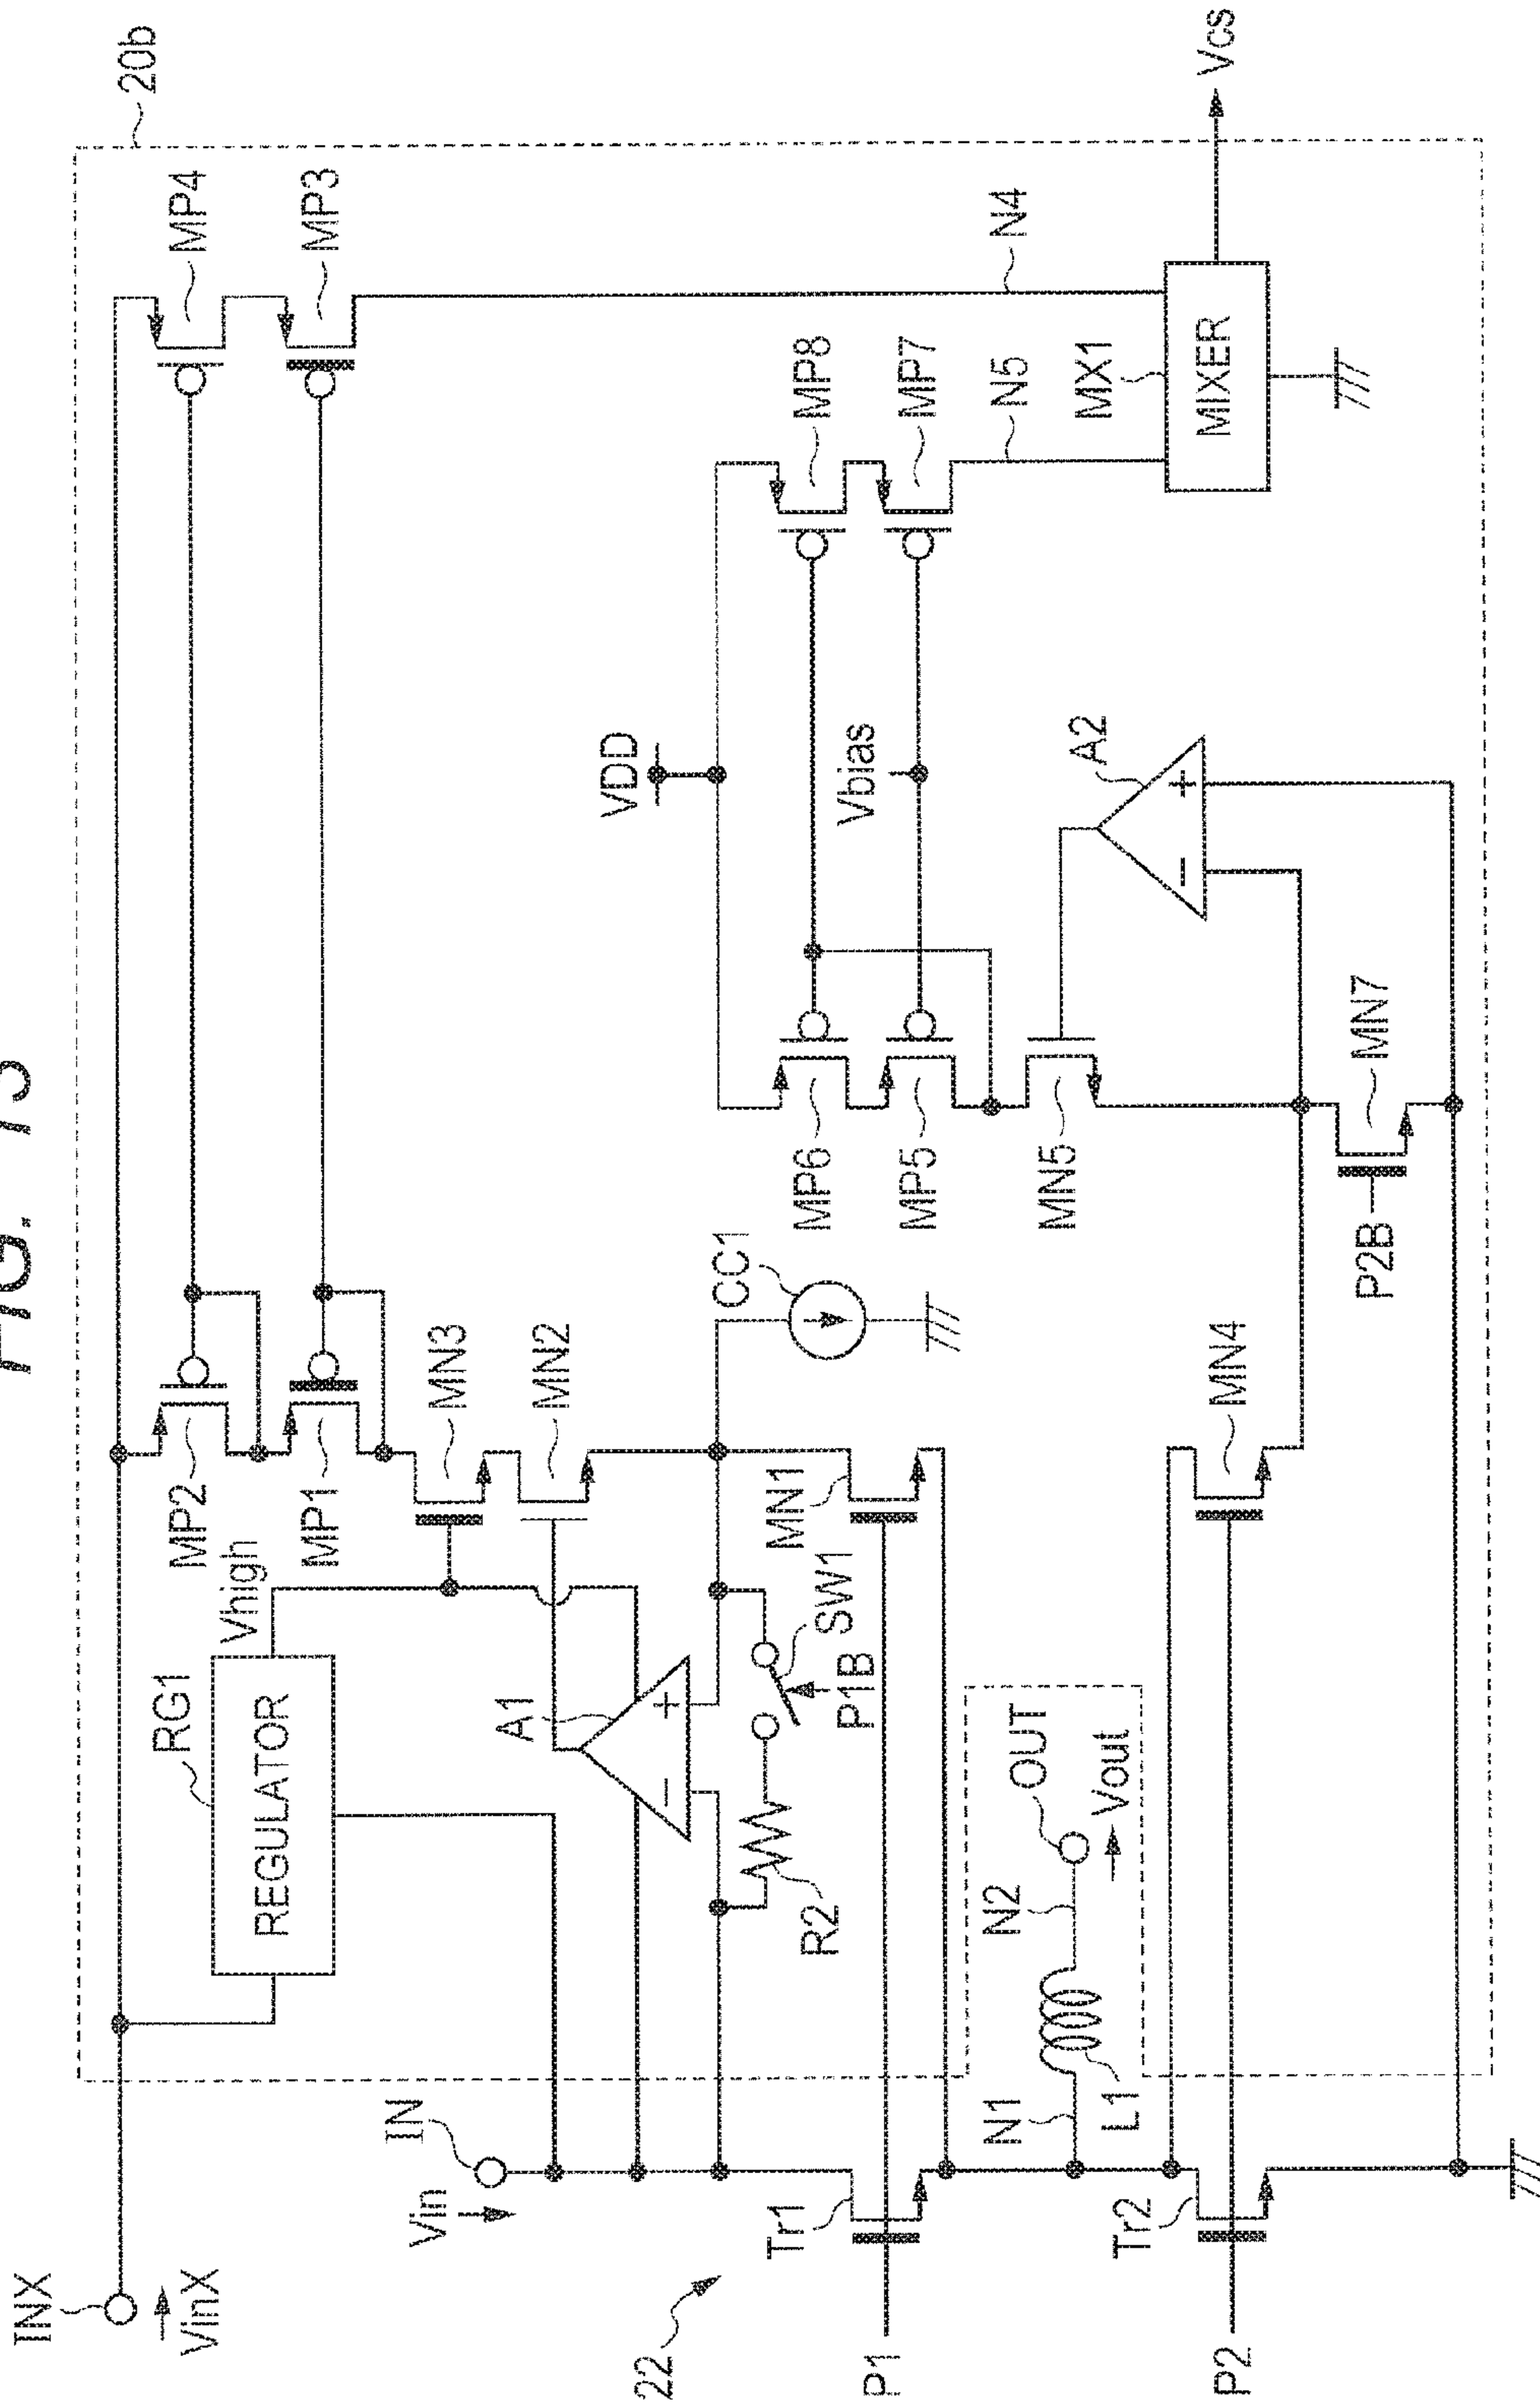 FIG. 13
20b
INX
VinX
RG1
REGULATOR
Vhigh
MP2
MP1
MN3
MN2
MP4
MP3
IN
Vin
A1
−
+
R2
SW1
P1B
MN1
CC1
VDD
MP6
MP5
MN5
MP8
MP7
Vbias
A2
−
+
N4
N5
MX1
MIXER
Vcs
22
P1
Tr1
N1
L1
N2
OUT
Vout
P2
Tr2
MN4
P2B
MN7